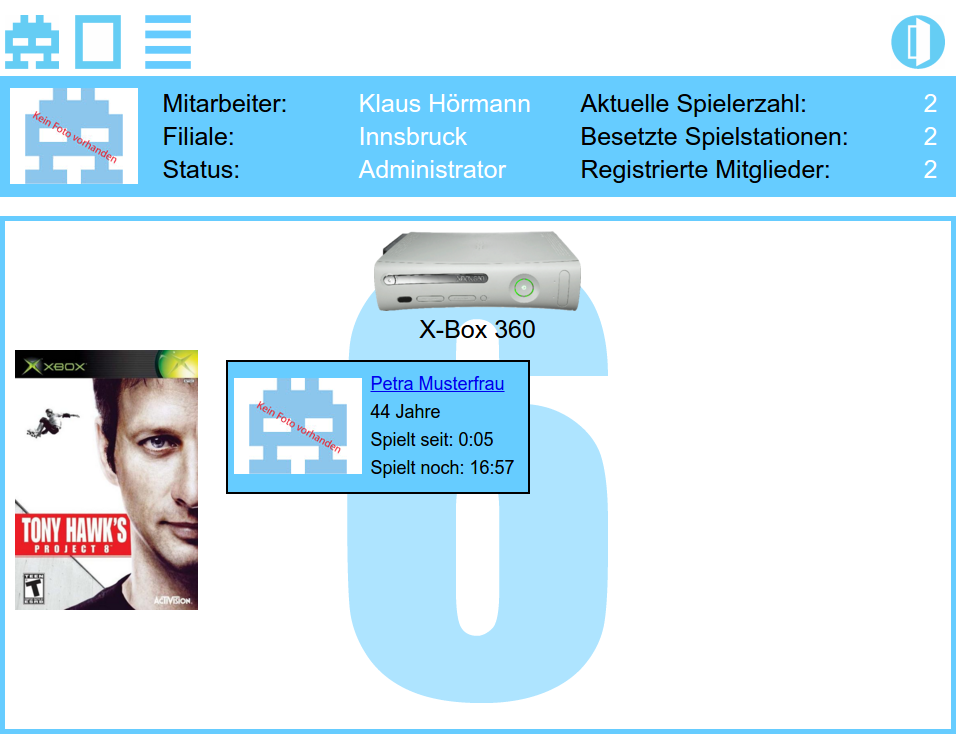 Kein Foto vorhanden
Mitarbeiter: Klaus Hörmann Aktuelle Spielerzahl: 2
Filiale: Innsbruck Besetzte Spielstationen: 2
Status: Administrator Registrierte Mitglieder: 2
6
X-Box 360
XBOX
TONY HAWK'S
PROJECT 8
TEEN
T
ACTIVISION.
Kein Foto vorhanden
Petra Musterfrau
44 Jahre
Spielt seit: 0:05
Spielt noch: 16:57